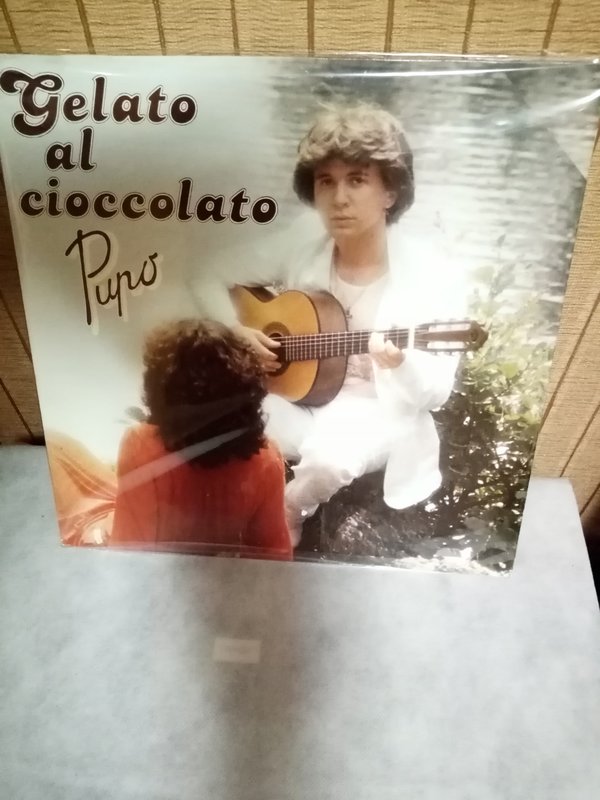 Gelato
al
cioccolato
Pupo